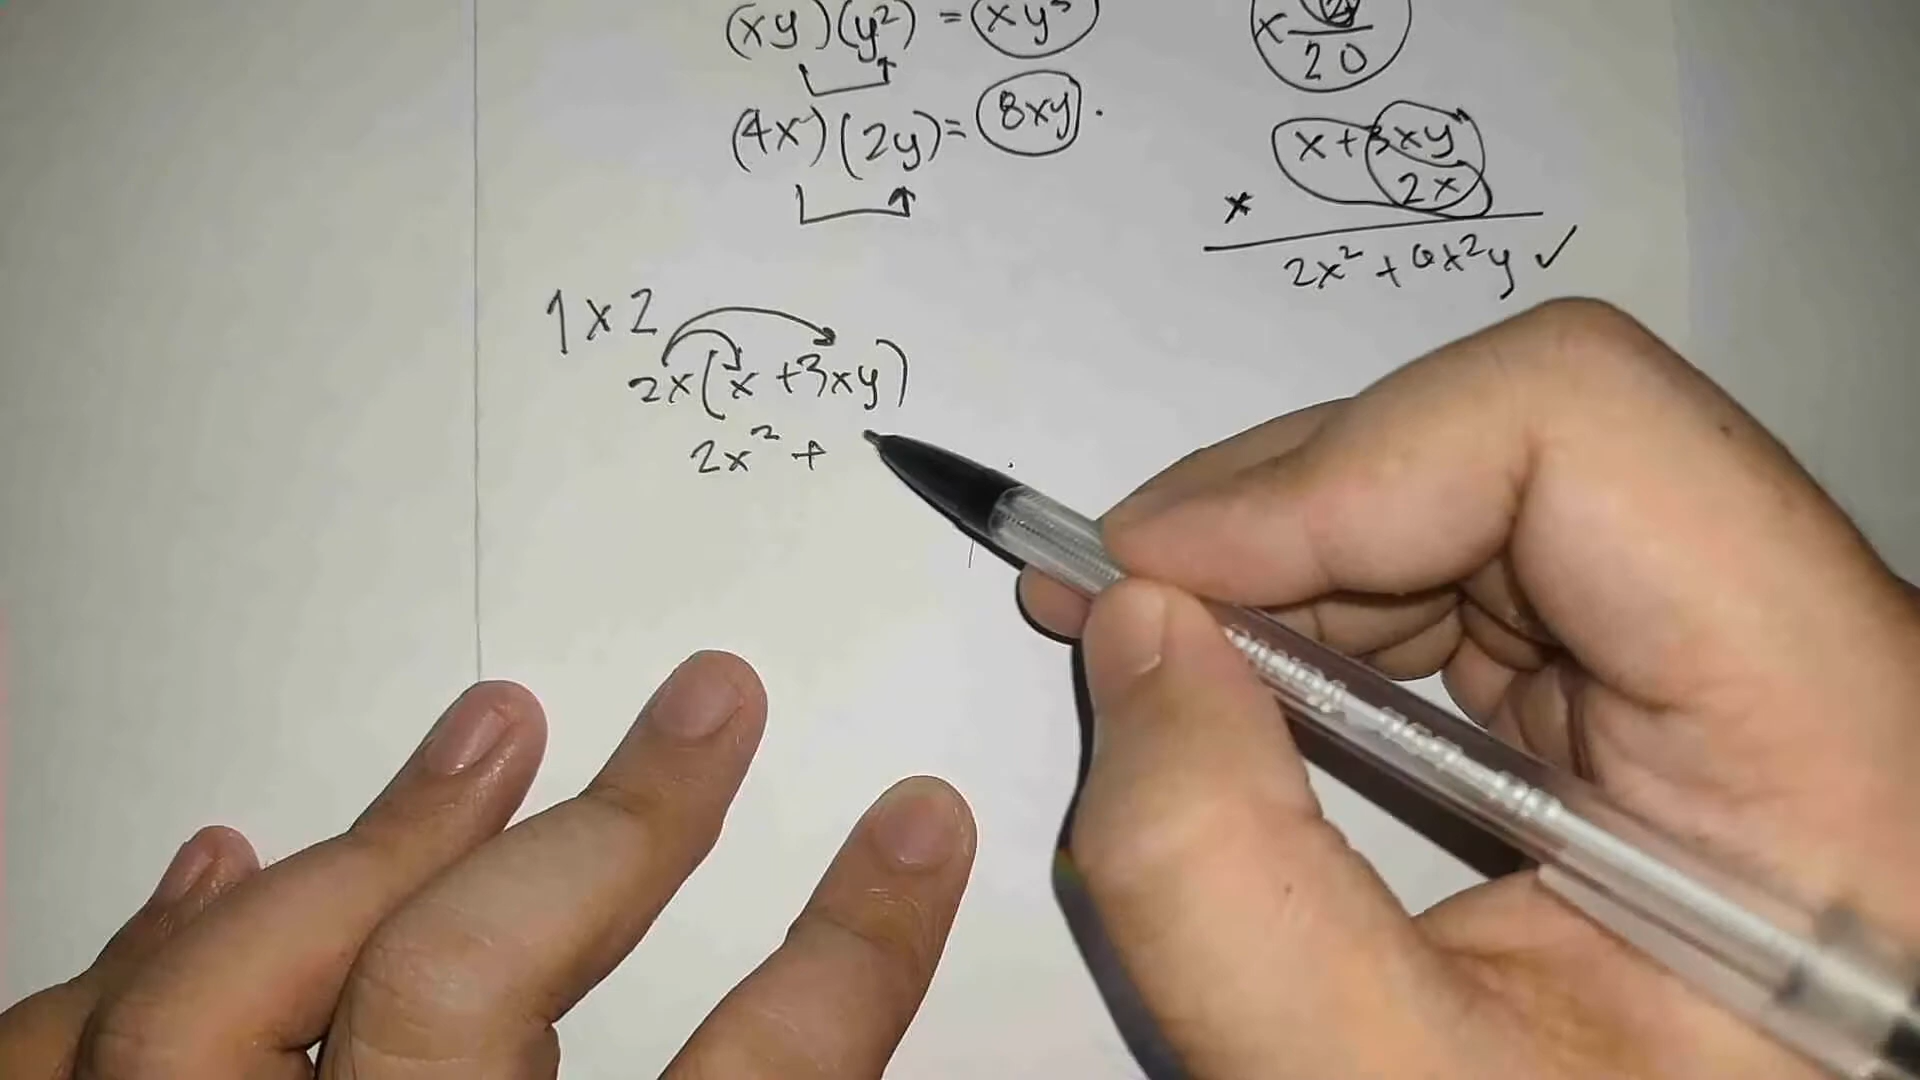 (xy)(y²) = xy³
(4x)(2y) = 8xy.
x
20
x+3xy
× 2x
2x² + 6x²y ✓
1 x 2
2x(x +3xy)
2x² +